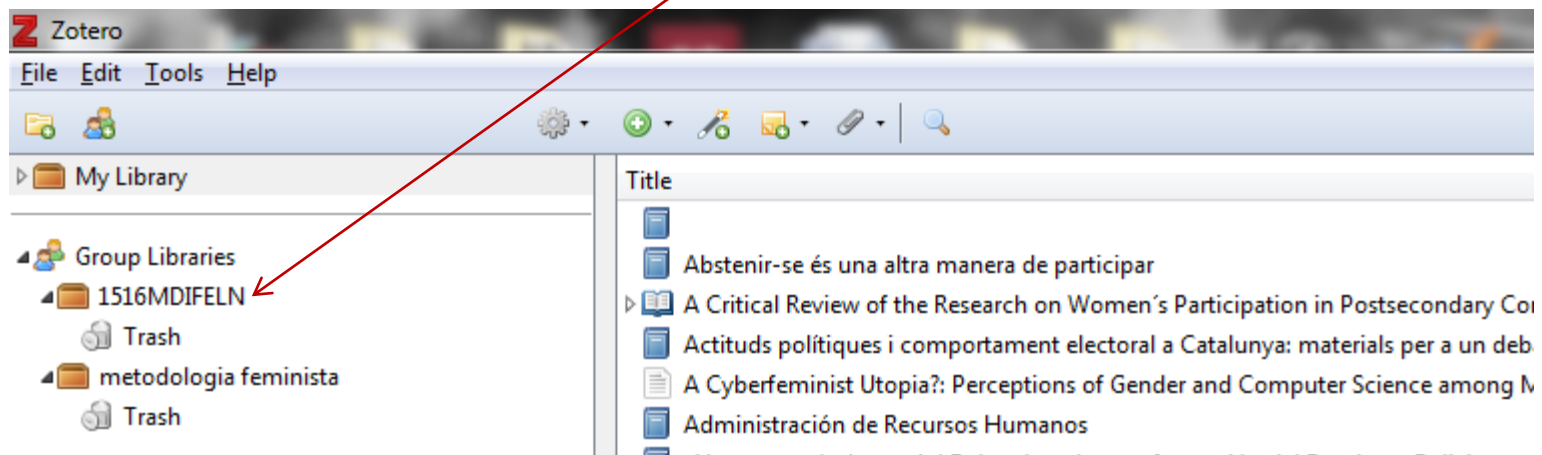 Zotero
File Edit Tools Help
My Library
Title
Group Libraries
1516MDIFELN
Trash
metodologia feminista
Trash
Abstenir-se és una altra manera de participar
A Critical Review of the Research on Women´s Participation in Postsecondary
Actituds polítiques i comportament electoral a Catalunya: materials per a un
A Cyberfeminist Utopia?: Perceptions of Gender and Computer Science among
Administración de Recursos Humanos